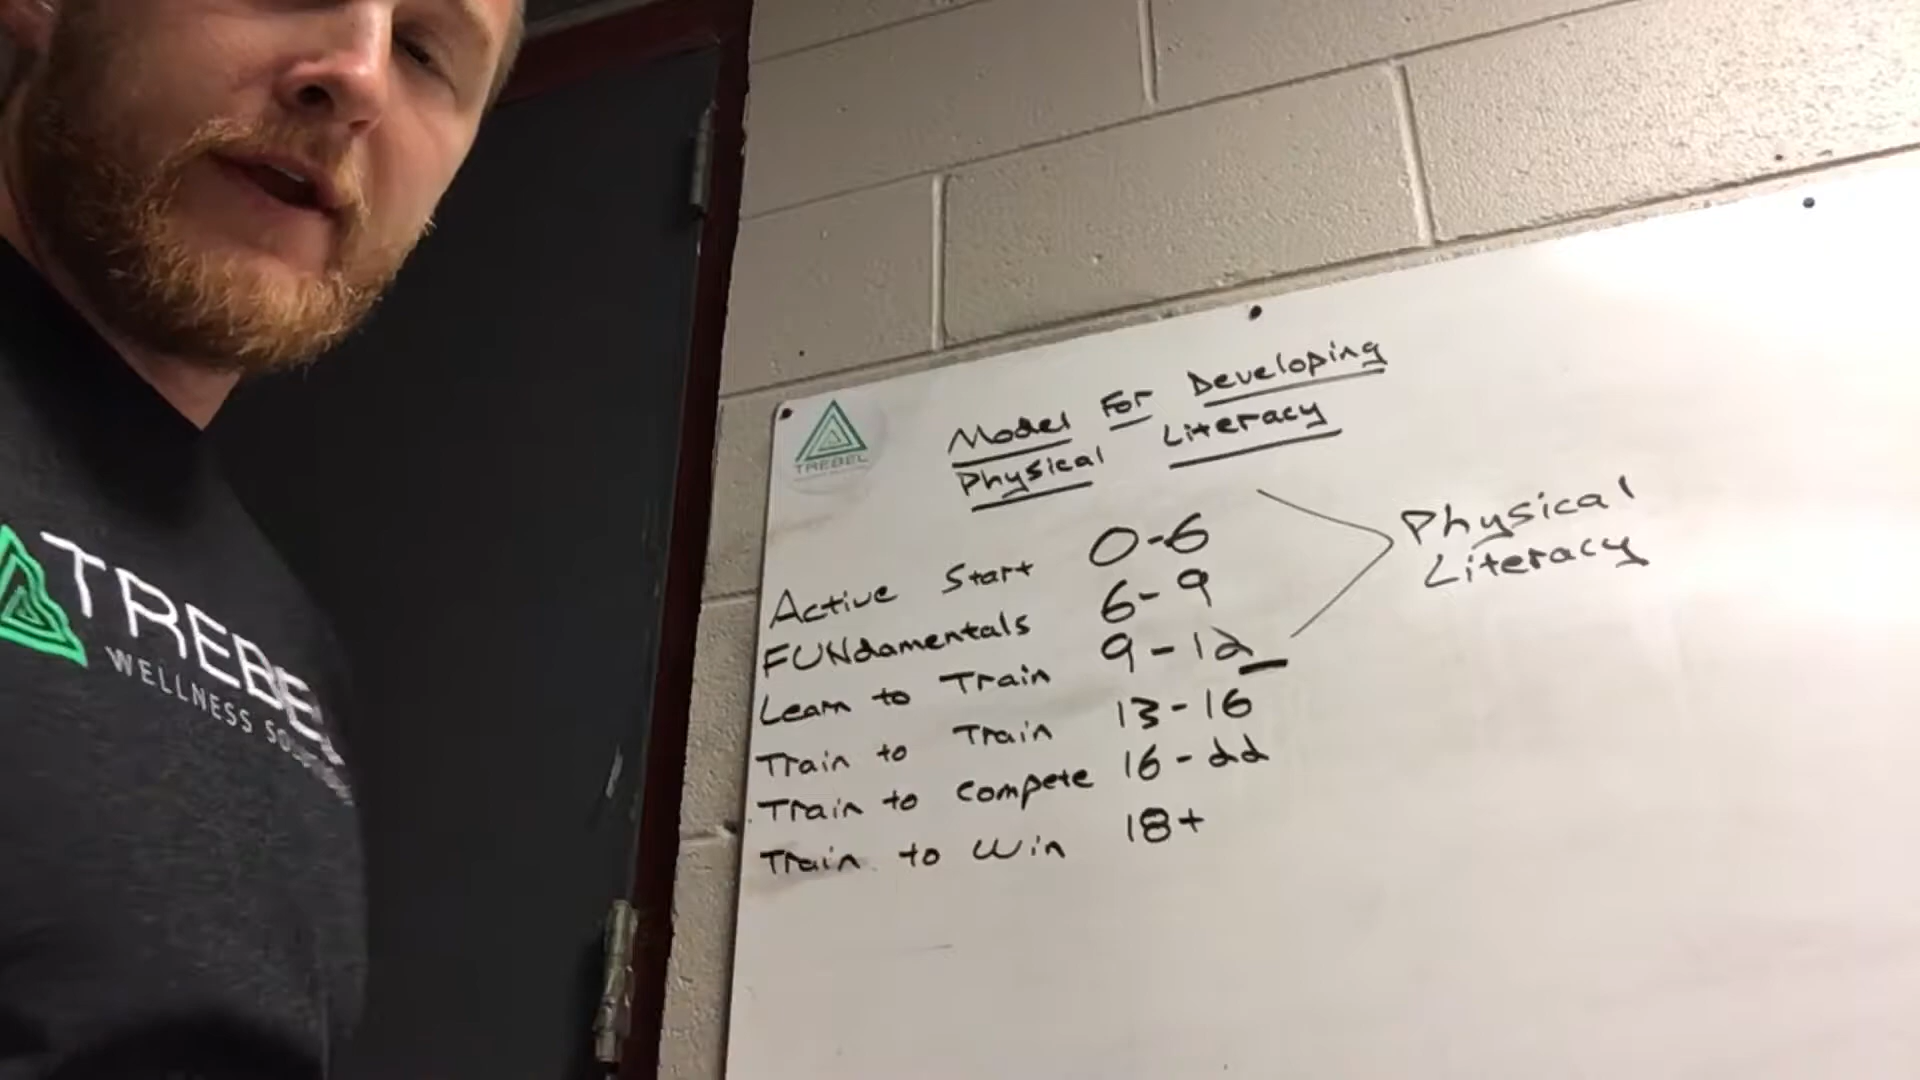 TREBEL
WELLNESS
TREBEL
Model For Developing
Physical Literacy
Active Start 0-6
FUNdamentals 6-9
Learn to Train 9-12
Train to Train 13-16
Train to Compete 16-22
Train to Win 18+
Physical
Literacy